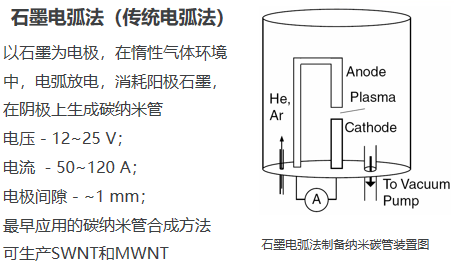 石墨电弧法（传统电弧法）
以石墨为电极，在惰性气体环境
中，电弧放电，消耗阳极石墨，
在阴极上生成碳纳米管
电压 - 12~25 V；
电流 - 50~120 A；
电极间隙 - ~1 mm；
最早应用的碳纳米管合成方法
可生产SWNT和MWNT
Anode
He,
Ar
Plasma
Cathode
A
To Vacuum
Pump
石墨电弧法制备纳米碳管装置图